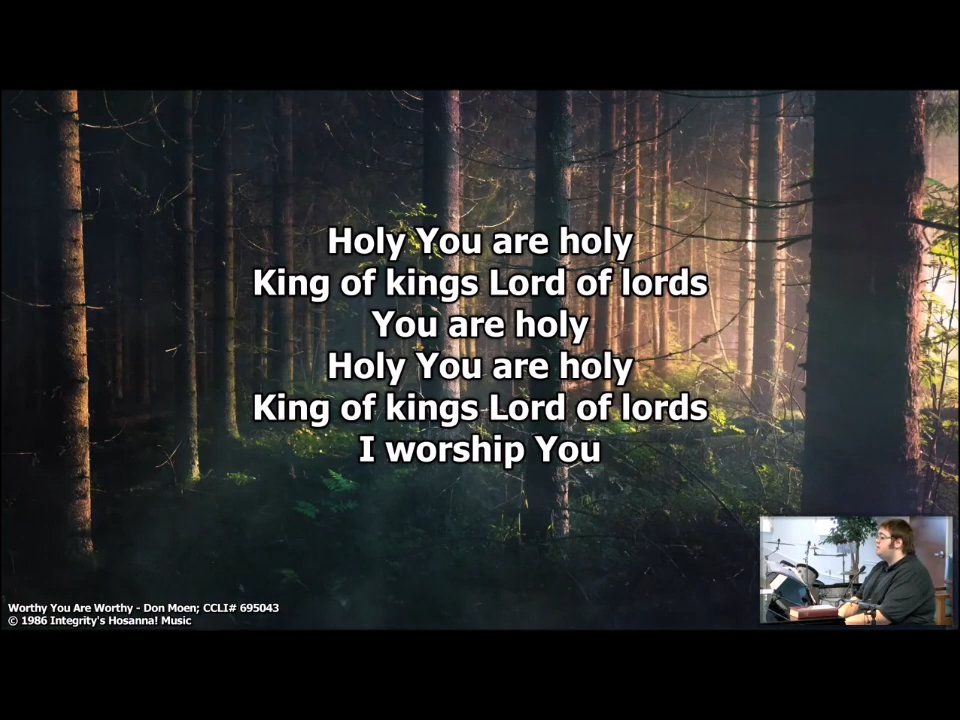 Holy You are holy
King of kings Lord of lords
You are holy
Holy You are holy
King of kings Lord of lords
I worship You
Worthy You Are Worthy - Don Moen; CCLI# 695043
© 1986 Integrity's Hosanna! Music